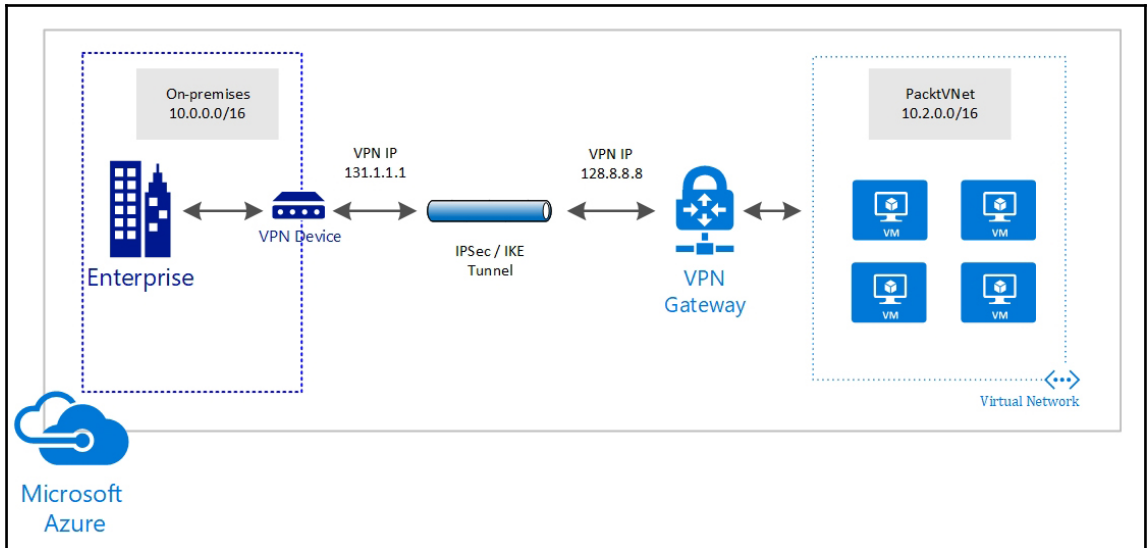 On-premises
10.0.0.0/16
PacktVNet
10.2.0.0/16
VPN IP
131.1.1.1
VPN IP
128.8.8.8
VPN Device
IPSec / IKE
Tunnel
Enterprise
VPN
Gateway
VM
VM
VM
VM
Virtual Network
Microsoft
Azure